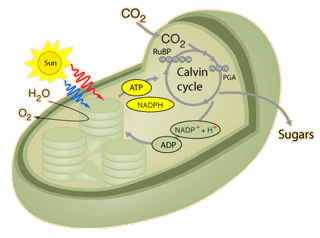 CO2
CO2
RuBP
Sun
Calvin
cycle
PGA
ATP
NADPH
H2O
O2
NADP+ + H+
ADP
Sugars